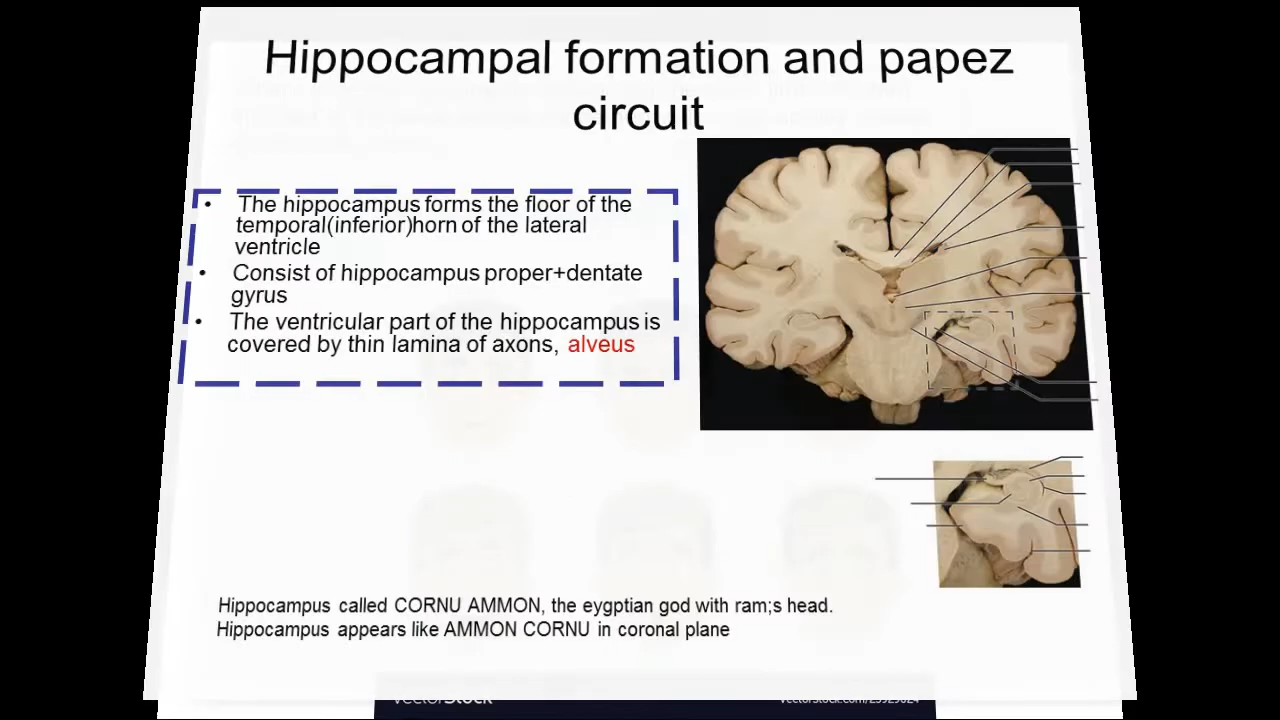 Hippocampal formation and papez
circuit
• The hippocampus forms the floor of the
temporal(inferior)horn of the lateral
ventricle
• Consist of hippocampus proper+dentate
gyrus
• The ventricular part of the hippocampus is
covered by thin lamina of axons, alveus
Hippocampus called CORNU AMMON, the eygptian god with ram;s head.
Hippocampus appears like AMMON CORNU in coronal plane
VectorStock